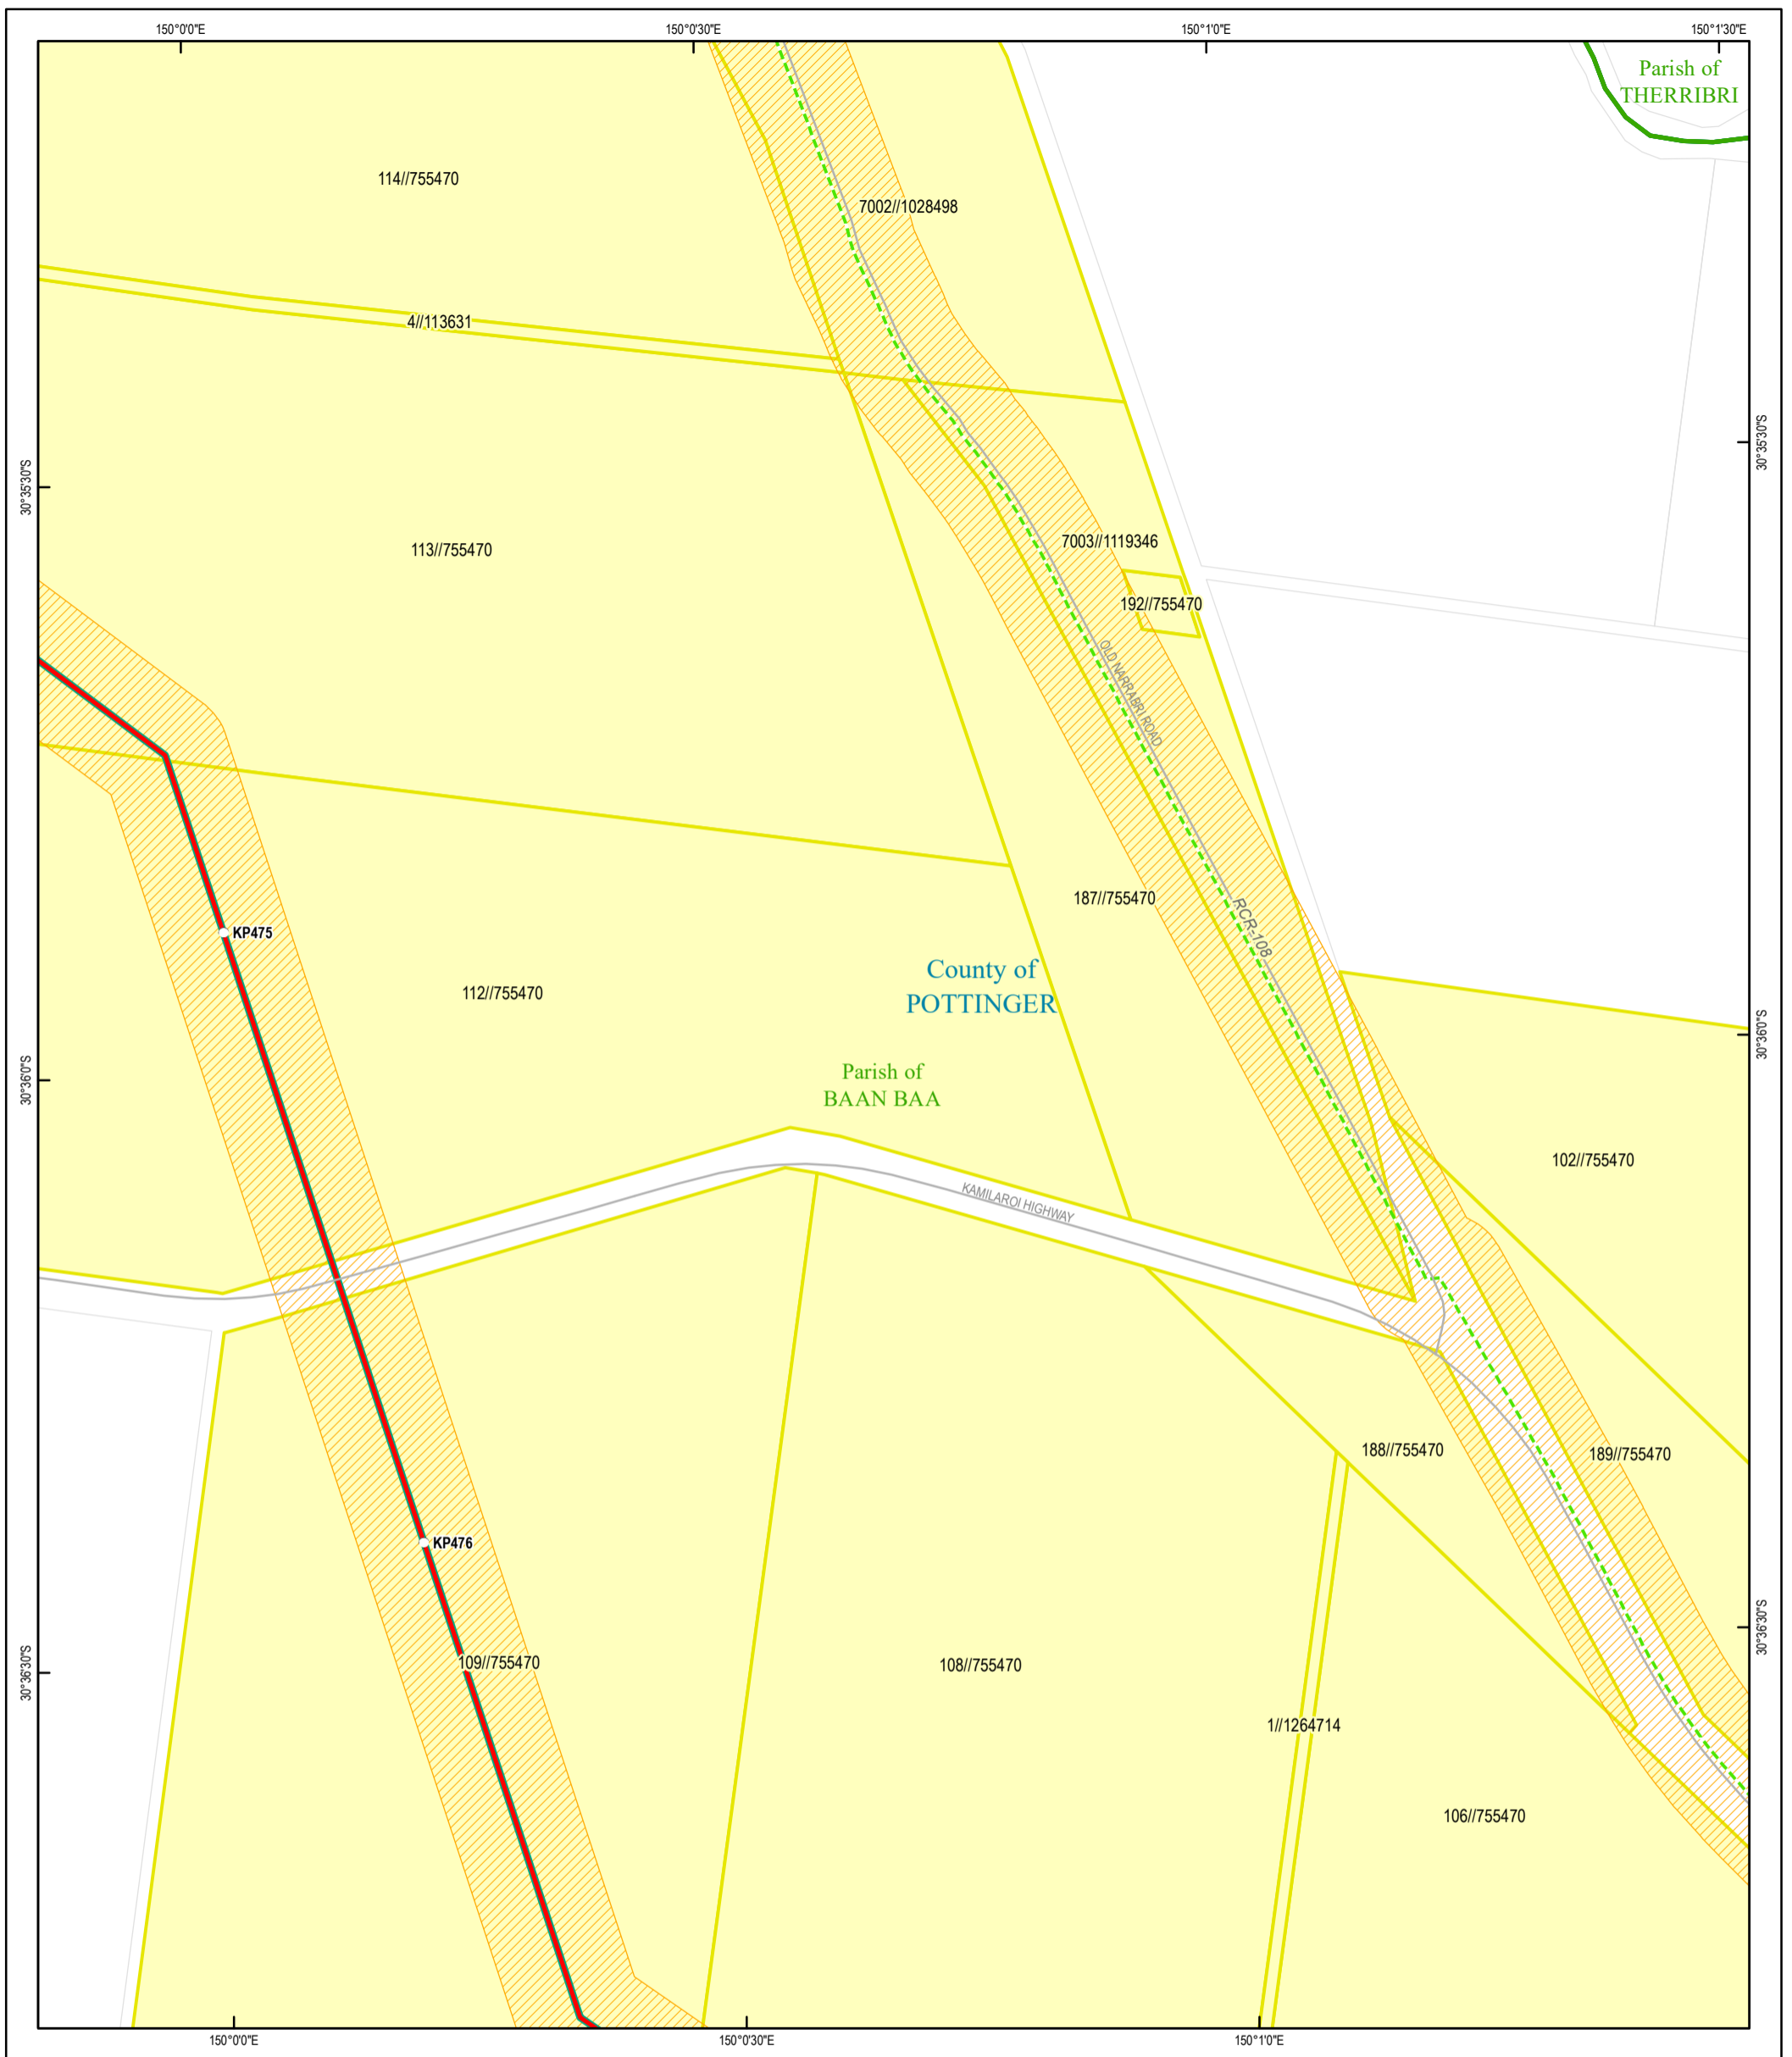 150°0'0"E
150°0'30"E
150°1'0"E
150°1'30"E
Parish of
THERRIBRI
114//755470
7002//1028498
4//113631
30°35'30"S
30°35'30"S
113//755470
7003//1119346
192//755470
OLD NARRABRI ROAD
187//755470
KP475
RCR-108
112//755470
County of
POTTINGER
30°36'0"S
30°36'0"S
Parish of
BAAN BAA
102//755470
KAMILAROI HIGHWAY
188//755470
189//755470
KP476
30°36'30"S
30°36'30"S
109//755470
108//755470
1//1264714
106//755470
150°0'0"E
150°0'30"E
150°1'0"E